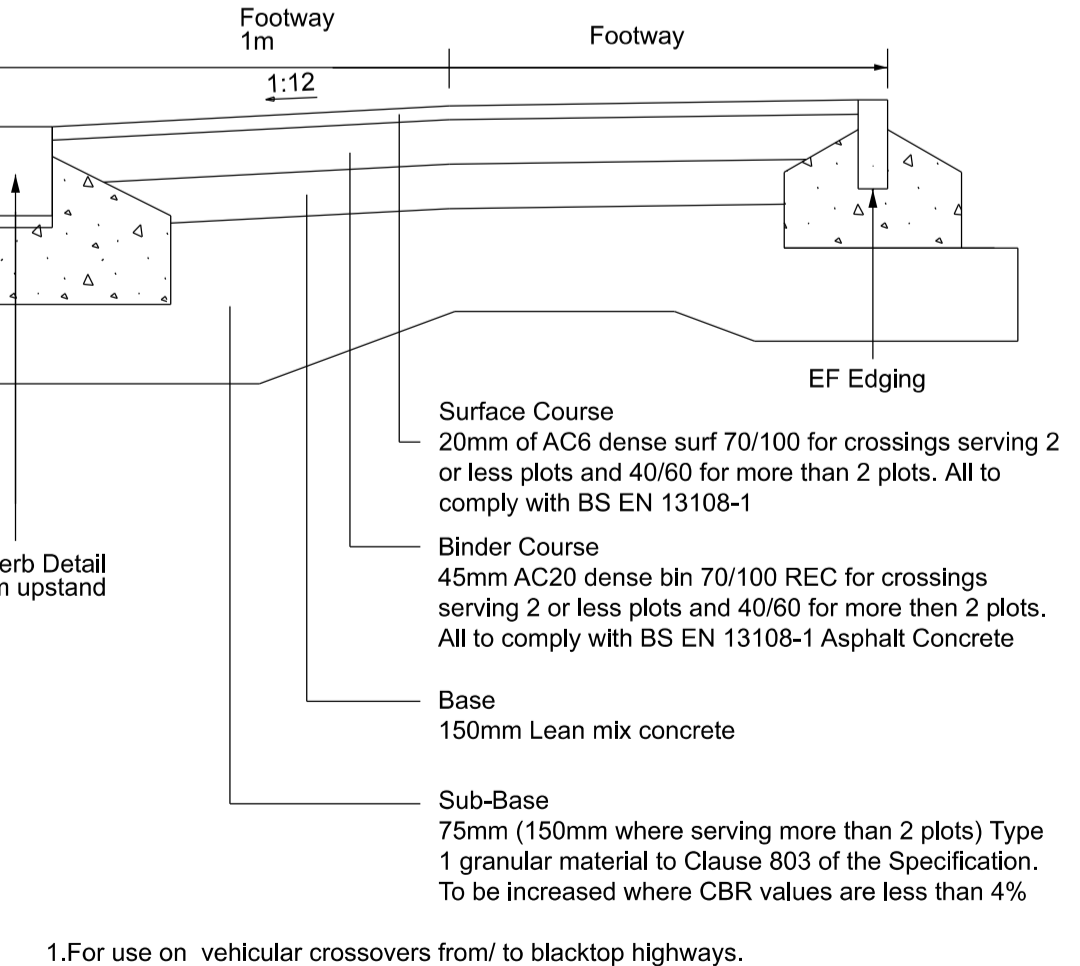 Footway
1m
Footway
1:12
EF Edging
Surface Course
20mm of AC6 dense surf 70/100 for crossings serving 2
or less plots and 40/60 for more than 2 plots. All to
comply with BS EN 13108-1
Binder Course
45mm AC20 dense bin 70/100 REC for crossings
serving 2 or less plots and 40/60 for more then 2 plots.
All to comply with BS EN 13108-1 Asphalt Concrete
erb Detail
upstand
Base
150mm Lean mix concrete
Sub-Base
75mm (150mm where serving more than 2 plots) Type
1 granular material to Clause 803 of the Specification.
To be increased where CBR values are less than 4%
1.For use on vehicular crossovers from/ to blacktop highways.